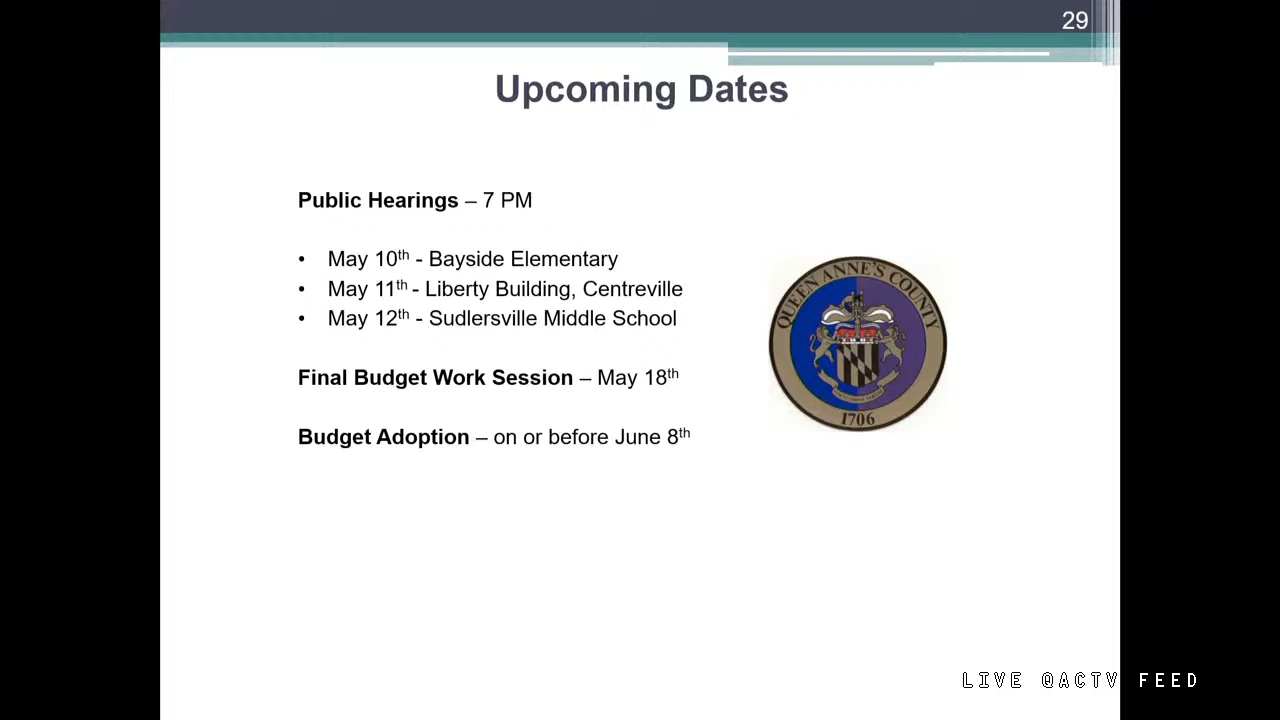 29
Upcoming Dates
Public Hearings – 7 PM
• May 10th - Bayside Elementary
• May 11th - Liberty Building, Centreville
• May 12th - Sudlersville Middle School
Final Budget Work Session – May 18th
Budget Adoption – on or before June 8th
QUEEN ANNE'S COUNTY
1706
LIVE QACTV FEED